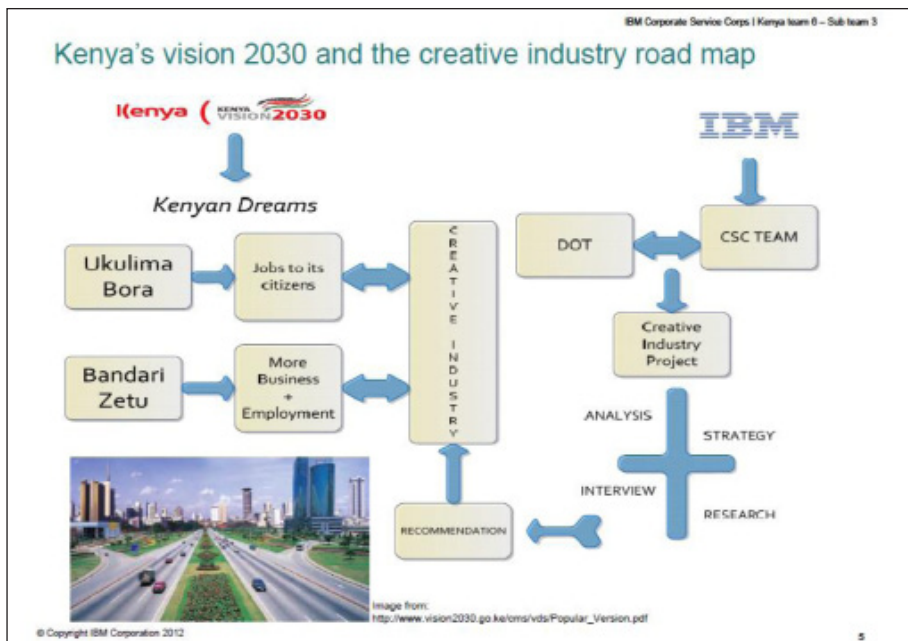 IBM Corporate Service Corps | Kenya team 6 – Sub team 3
Kenya's vision 2030 and the creative industry road map
Kenya
KENYA
VISION 2030
IBM
Kenyan Dreams
Ukulima
Bora
Jobs to its
citizens
Bandari
Zetu
More
Business
+
Employment
CREATIVE INDUSTRY
DOT
CSC TEAM
Creative
Industry
Project
ANALYSIS
STRATEGY
INTERVIEW
RESEARCH
RECOMMENDATION
Image from:
http://www.vision2030.go.ke/cms/vds/Popular_Version.pdf
© Copyright IBM Corporation 2012
5